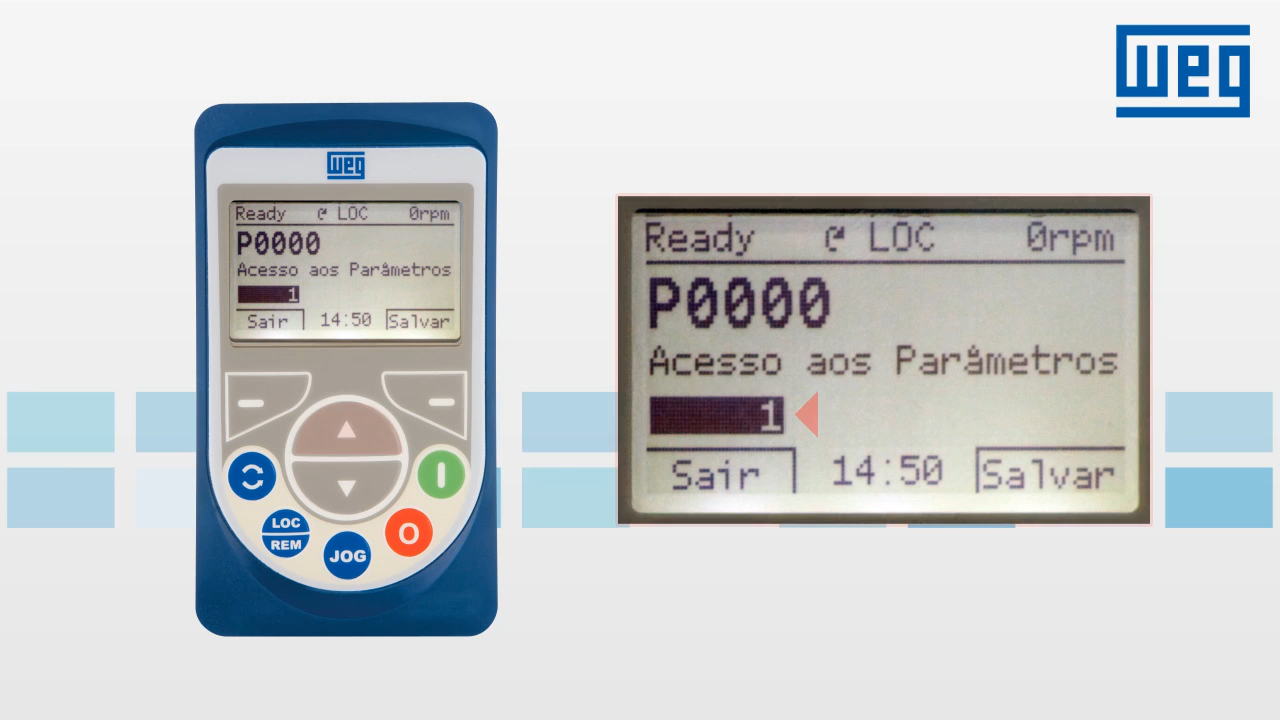 weg
weg
Ready LOC 0rpm
P0000
Acesso aos Parâmetros
1
Sair 14:50 Salvar
LOC
REM
JOG
O
Ready LOC 0rpm
P0000
Acesso aos Parâmetros
1
Sair 14:50 Salvar